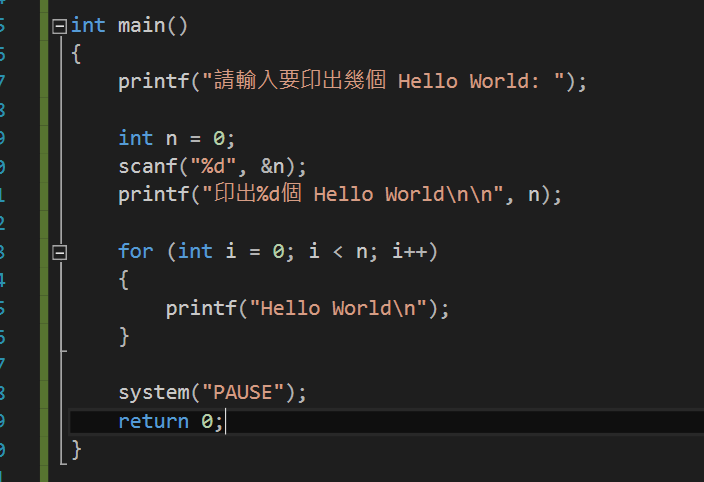 int main()
{
printf("請輸入要印出幾個 Hello World: ");
int n = 0;
scanf("%d", &n);
printf("印出%d個 Hello World\n\n", n);
for (int i = 0; i < n; i++)
{
printf("Hello World\n");
}
system("PAUSE");
return 0;
}